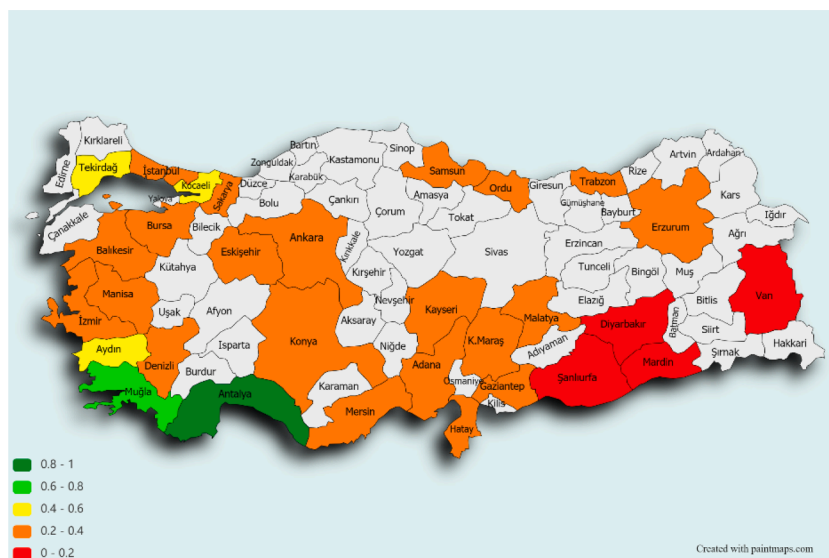 Kırklareli
Edirne
Tekirdağ
İstanbul
Kocaeli
Yalova
Sakarya
Düzce
Zonguldak
Bartın
Karabük
Kastamonu
Sinop
Bolu
Çankırı
Samsun
Ordu
Giresun
Trabzon
Rize
Artvin
Ardahan
Kars
Iğdır
Ağrı
Gümüşhane
Bayburt
Erzurum
Erzincan
Amasya
Tokat
Çorum
Çanakkale
Balıkesir
Bursa
Bilecik
Eskişehir
Ankara
Kırıkkale
Yozgat
Sivas
Tunceli
Bingöl
Muş
Kütahya
Kırşehir
Nevşehir
Kayseri
Malatya
Elazığ
Diyarbakır
Batman
Bitlis
Van
Siirt
Hakkari
Şırnak
Mardin
Şanlıurfa
Adıyaman
K.Maraş
Manisa
İzmir
Uşak
Afyon
Konya
Aksaray
Niğde
Adana
Osmaniye
Gaziantep
Kilis
Hatay
Aydın
Denizli
Isparta
Burdur
Karaman
Mersin
Muğla
Antalya
0.8 - 1
0.6 - 0.8
0.4 - 0.6
0.2 - 0.4
0 - 0.2
Created with paintmaps.com